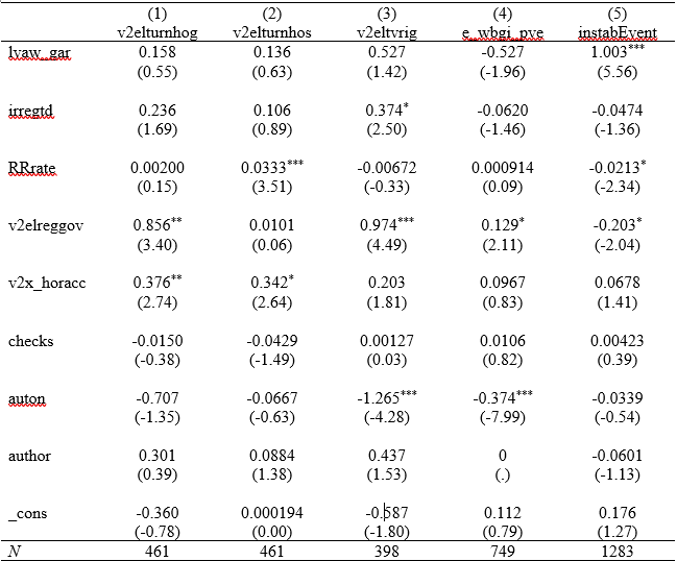 (1) (2) (3) (4) (5)
v2elturnhog v2elturnhos v2eltvrig e_wbgi_pve instabEvent
lyaw_gar 0.158 0.136 0.527 -0.527 1.003***
(0.55) (0.63) (1.42) (-1.96) (5.56)
irregtd 0.236 0.106 0.374* -0.0620 -0.0474
(1.69) (0.89) (2.50) (-1.46) (-1.36)
RRrate 0.00200 0.0333*** -0.00672 0.000914 -0.0213*
(0.15) (3.51) (-0.33) (0.09) (-2.34)
v2elreggov 0.856** 0.0101 0.974*** 0.129* -0.203*
(3.40) (0.06) (4.49) (2.11) (-2.04)
v2x_horacc 0.376** 0.342* 0.203 0.0967 0.0678
(2.74) (2.64) (1.81) (0.83) (1.41)
checks -0.0150 -0.0429 0.00127 0.0106 0.00423
(-0.38) (-1.49) (0.03) (0.82) (0.39)
auton -0.707 -0.0667 -1.265*** -0.374*** -0.0339
(-1.35) (-0.63) (-4.28) (-7.99) (-0.54)
author 0.301 0.0884 0.437 0 -0.0601
(0.39) (1.38) (1.53) (.) (-1.13)
_cons -0.360 0.000194 -0.587 0.112 0.176
(-0.78) (0.00) (-1.80) (0.79) (1.27)
N 461 461 398 749 1283